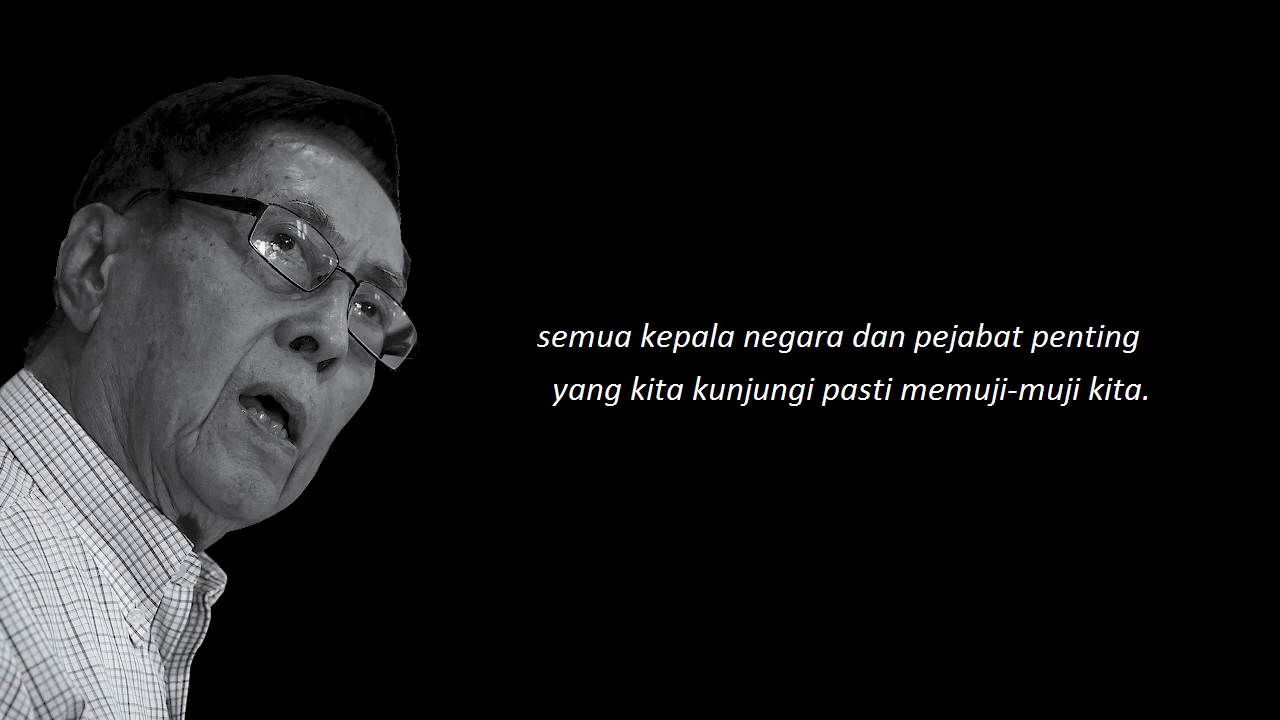 semua kepala negara dan pejabat penting
yang kita kunjungi pasti memuji-muji kita.